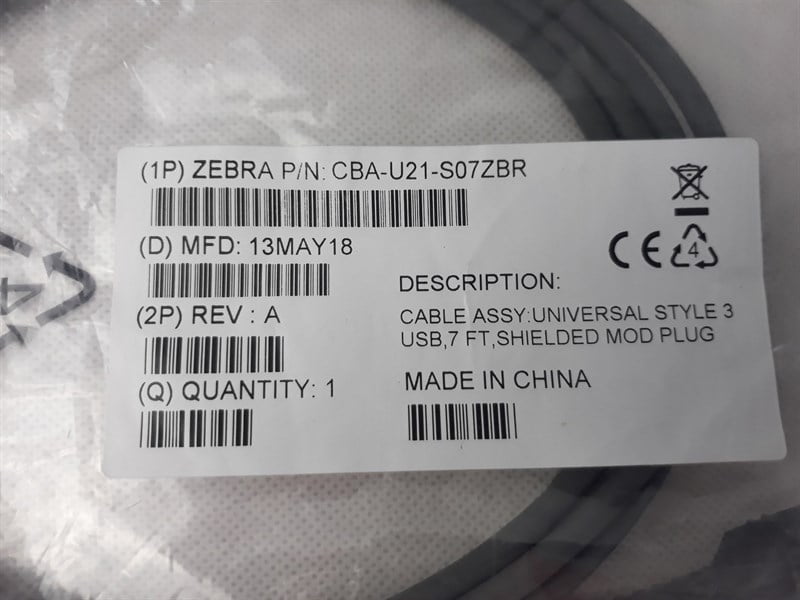 (1P) ZEBRA P/N: CBA-U21-S07ZBR
(D) MFD: 13MAY18
(2P) REV : A
(Q) QUANTITY: 1
DESCRIPTION:
CABLE ASSY:UNIVERSAL STYLE 3
USB,7 FT,SHIELDED MOD PLUG
MADE IN CHINA
CE
4
4